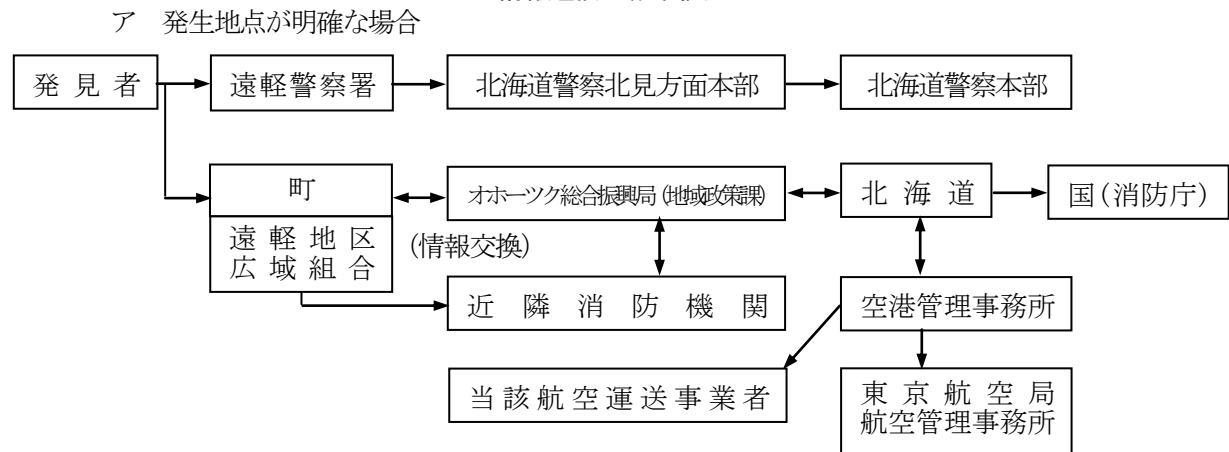 ア 発生地点が明確な場合
発見者
遠軽警察署
北海道警察北見方面本部
北海道警察本部
町
オホーツク総合振興局(地域政策課)
北海道
国(消防庁)
遠軽地区
広域組合
(情報交換)
近隣消防機関
空港管理事務所
当該航空運送事業者
東京航空局
航空管理事務所